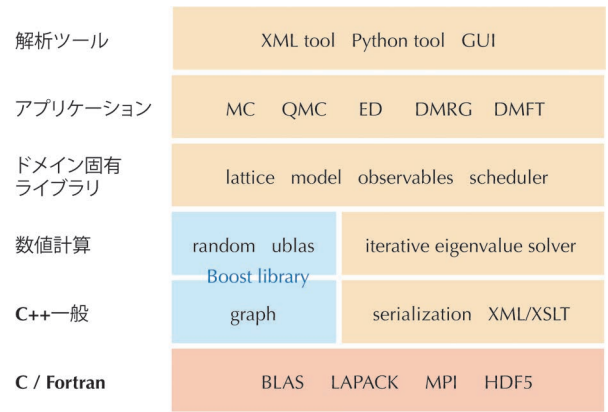 解析ツール
XML tool Python tool GUI
アプリケーション
MC QMC ED DMRG DMFT
ドメイン固有
ライブラリ
lattice model observables scheduler
数値計算
random ublas
iterative eigenvalue solver
Boost library
C++一般
graph
serialization XML/XSLT
C / Fortran
BLAS LAPACK MPI HDF5